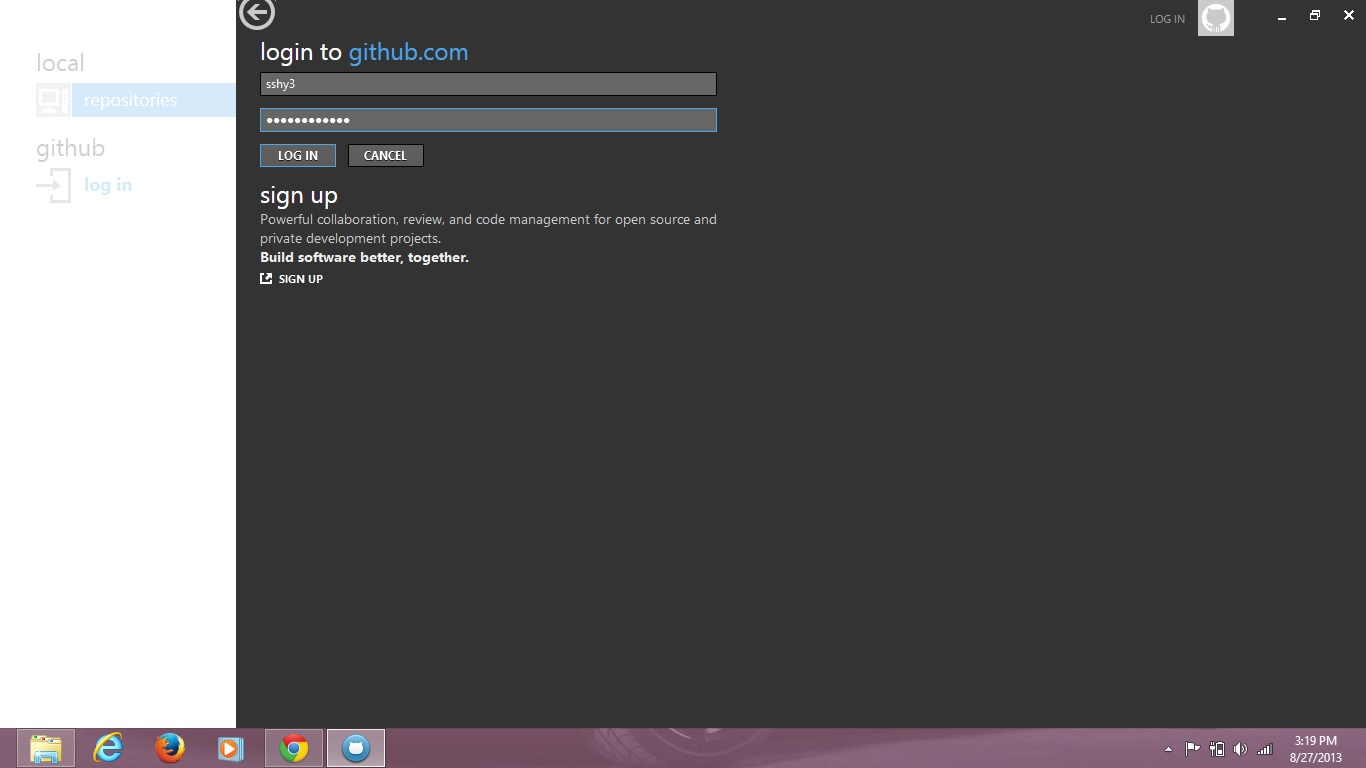 LOG IN
local
repositories
github
log in
login to github.com
sshy3
••••••••••••
LOG IN CANCEL
sign up
Powerful collaboration, review, and code management for open source and
private development projects.
Build software better, together.
SIGN UP
3:19 PM
8/27/2013